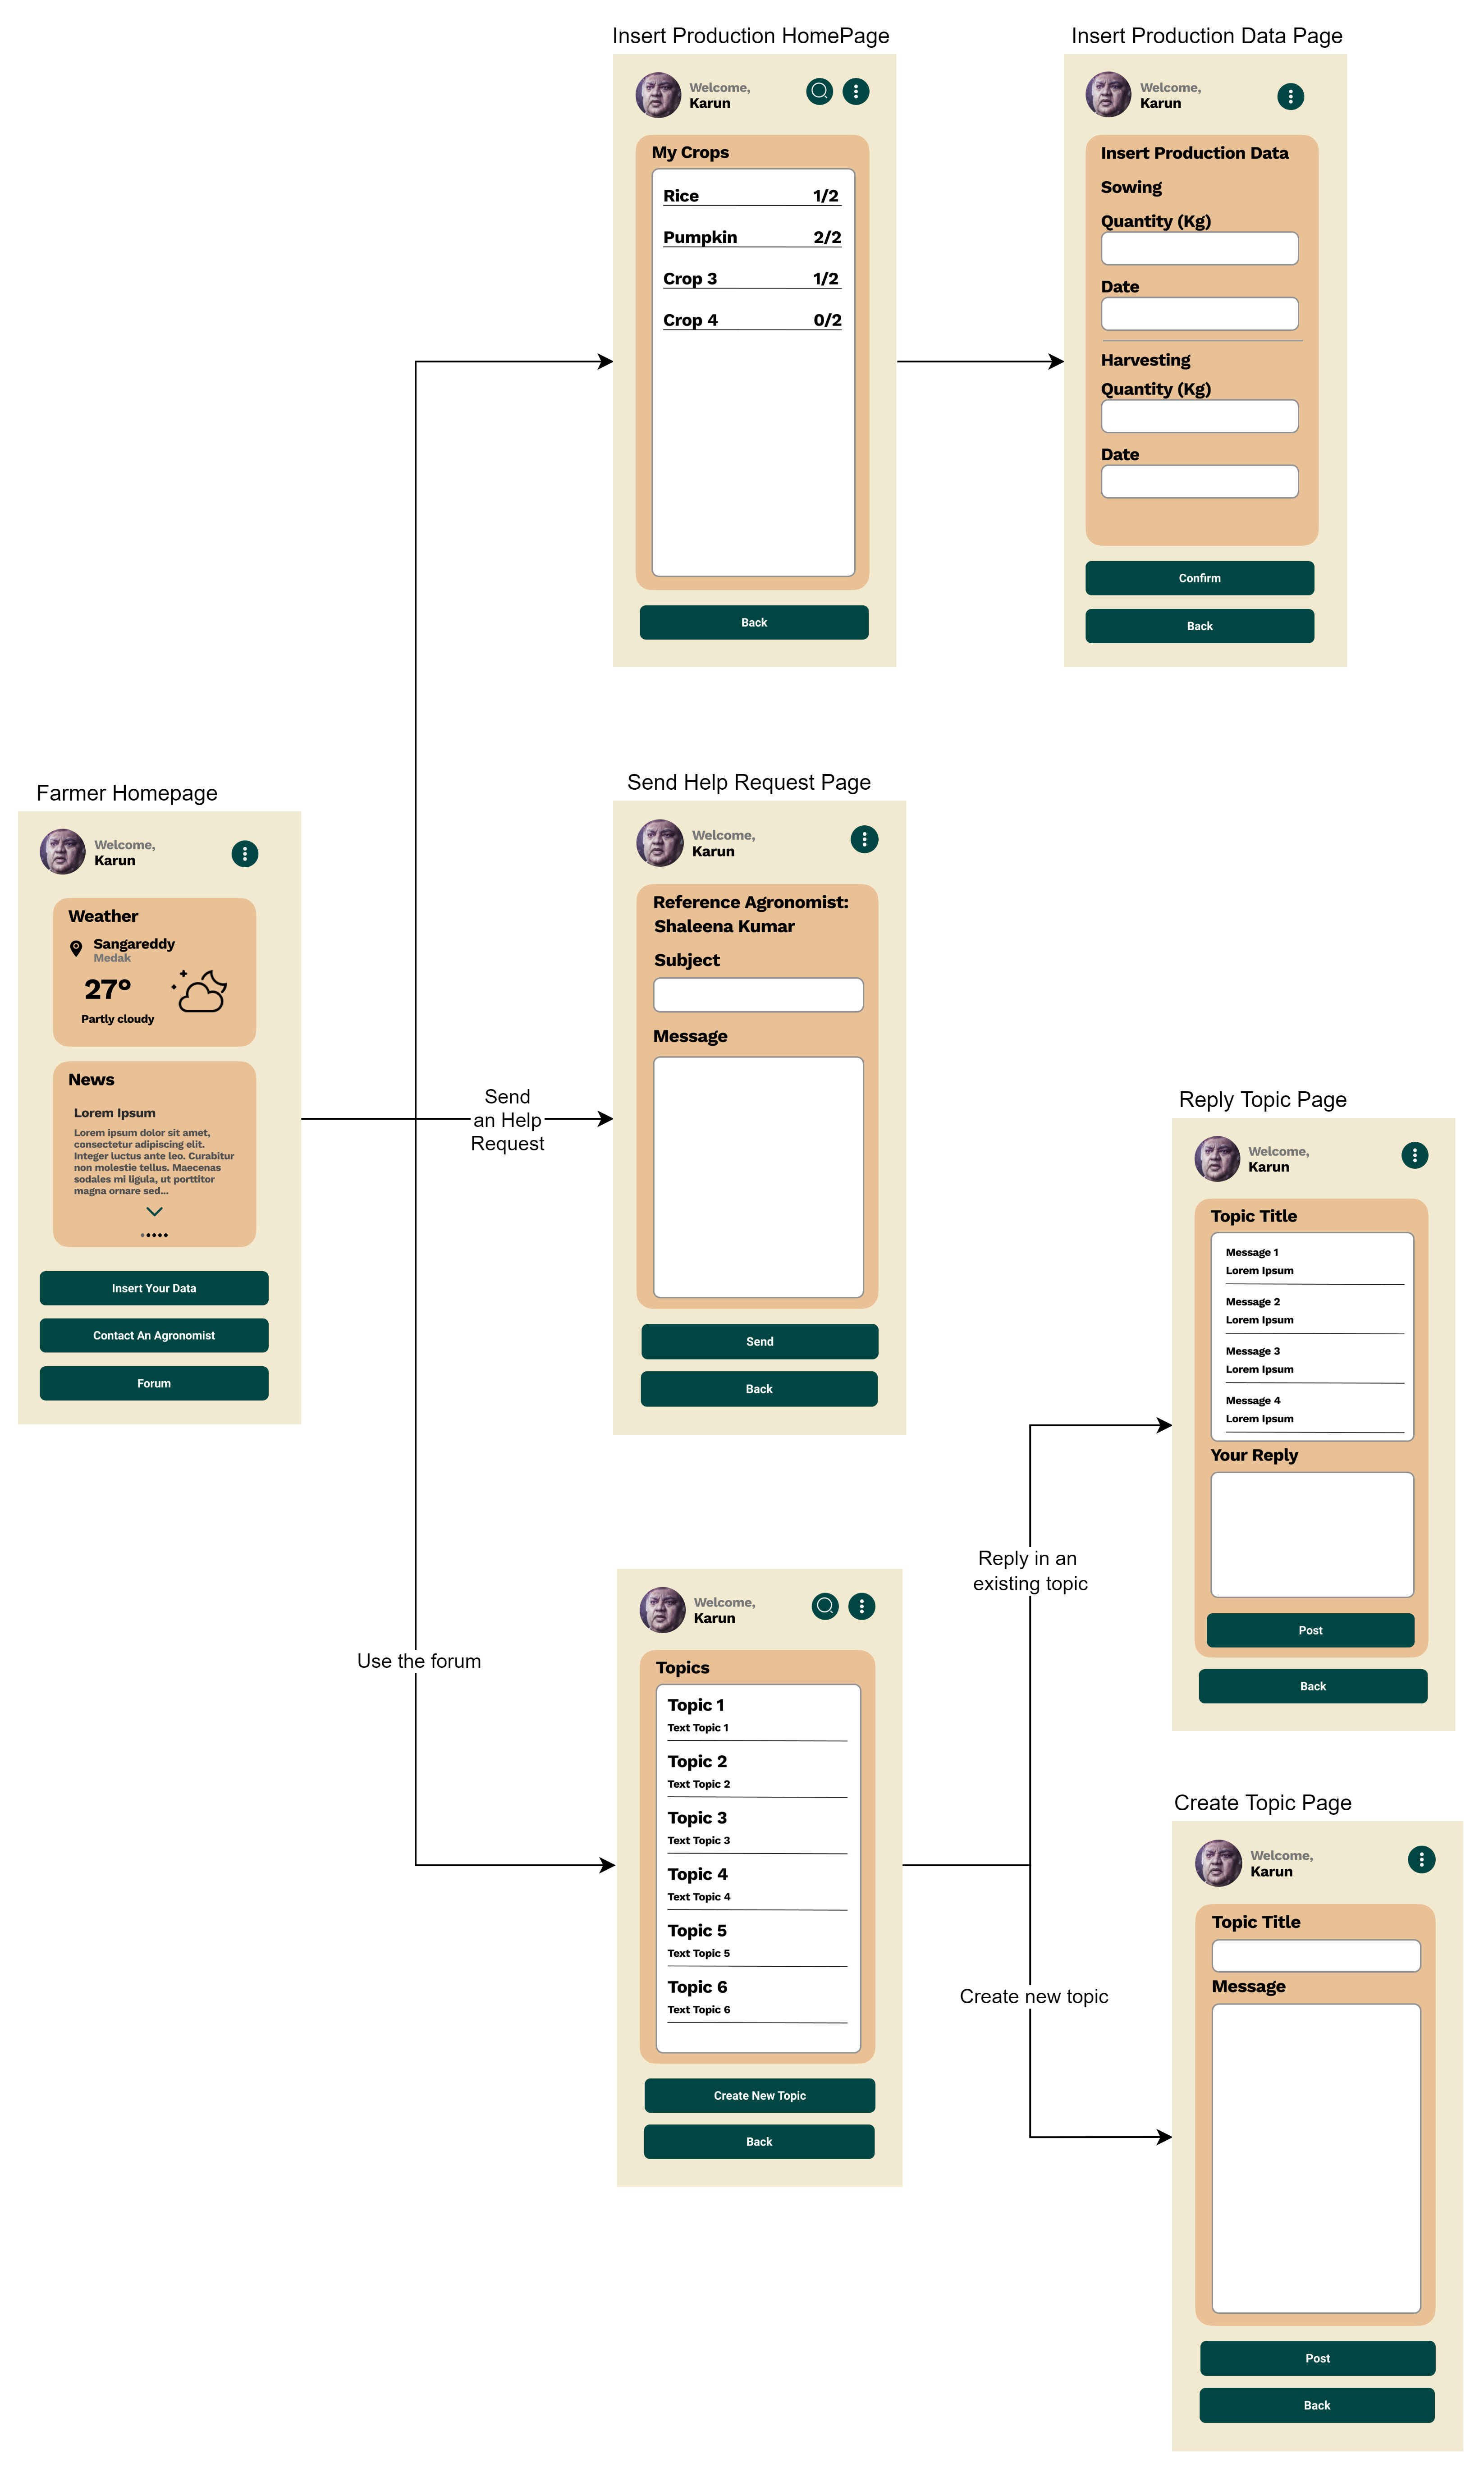 Insert Production HomePage
Welcome,
Karun
My Crops
Rice 1/2
Pumpkin 2/2
Crop 3 1/2
Crop 4 0/2
Back
Insert Production Data Page
Welcome,
Karun
Insert Production Data
Sowing
Quantity (Kg)
Date
Harvesting
Quantity (Kg)
Date
Confirm
Back
Farmer Homepage
Welcome,
Karun
Weather
Sangareddy
Medak
27°
Partly cloudy
News
Lorem Ipsum
Lorem ipsum dolor sit amet,
consectetur adipiscing elit.
Integer luctus ante leo. Curabitur
non molestie tellus. Maecenas
sodales mi ligula, ut porttitor
magna ornare sed...
Insert Your Data
Contact An Agronomist
Forum
Send
an Help
Request
Send Help Request Page
Welcome,
Karun
Reference Agronomist:
Shaleena Kumar
Subject
Message
Send
Back
Use the forum
Welcome,
Karun
Topics
Topic 1
Text Topic 1
Topic 2
Text Topic 2
Topic 3
Text Topic 3
Topic 4
Text Topic 4
Topic 5
Text Topic 5
Topic 6
Text Topic 6
Create New Topic
Back
Reply in an
existing topic
Reply Topic Page
Welcome,
Karun
Topic Title
Message 1
Lorem Ipsum
Message 2
Lorem Ipsum
Message 3
Lorem Ipsum
Message 4
Lorem Ipsum
Your Reply
Post
Back
Create new topic
Create Topic Page
Welcome,
Karun
Topic Title
Message
Post
Back